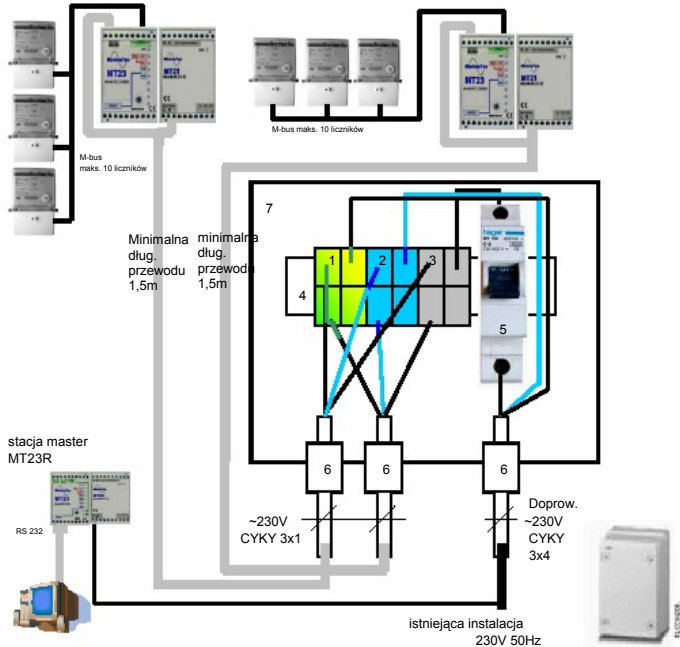 MT23
MT21
M-bus
maks. 10 liczników
MT23
MT21
M-bus maks. 10 liczników
Minimalna
dług.
przewodu
1,5m
minimalna
dług.
przewodu
1,5m
7
1
2
3
4
hager
5
6
6
6
stacja master
MT23R
RS 232
~230V
CYKY 3x1
Doprow.
~230V
CYKY
3x4
istniejąca instalacja
230V 50Hz